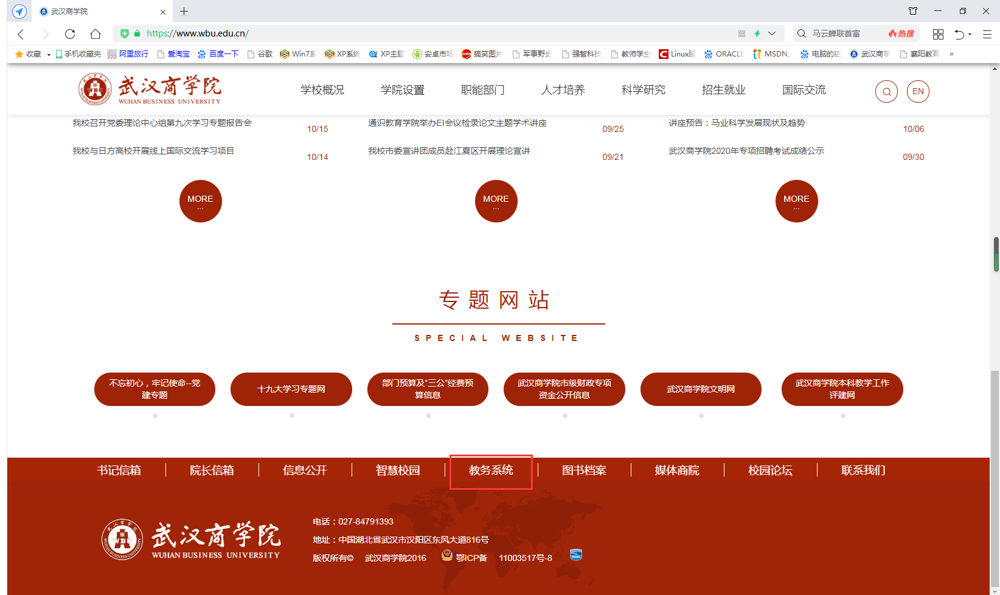 武汉商学院
https://www.wbu.edu.cn/
马云蝉联首富
热搜
收藏 手机收藏夹 阿里旅行 爱淘宝 百度一下 谷歌 Win7系 XP系统 XP主题 安卓市场 搞笑图片 军事野史 强智科技 教师学生 Linux服 ORACLE MSDN, 电脑的磁 武汉商学 襄阳教育 »
武汉商学院
WUHAN BUSINESS UNIVERSITY
学校概况 学院设置 职能部门 人才培养 科学研究 招生就业 国际交流
EN
我校召开党委理论中心组第九次学习专题报告会 10/15
我校与日方高校开展线上国际交流学习项目 10/14
MORE
...
通识教育学院举办EI会议检录论文主题学术讲座 09/25
我校市委宣讲团成员赴江夏区开展理论宣讲 09/21
MORE
...
讲座预告：马业科学发展现状及趋势 10/06
武汉商学院2020年专项招聘考试成绩公示 09/30
MORE
...
专题网站
SPECIAL WEBSITE
不忘初心，牢记使命--党
建专题
十九大学习专题网
部门预算及“三公”经费预
算信息
武汉商学院市级财政专项
资金公开信息
武汉商学院文明网
武汉商学院本科教学工作
评建网
书记信箱 院长信箱 信息公开 智慧校园 教务系统 图书档案 媒体商院 校园论坛 联系我们
武汉商学院
WUHAN BUSINESS UNIVERSITY
电话：027-84791393
地址：中国湖北省武汉市汉阳区东风大道816号
版权所有© 武汉商学院2016 鄂ICP备 11003517号-8